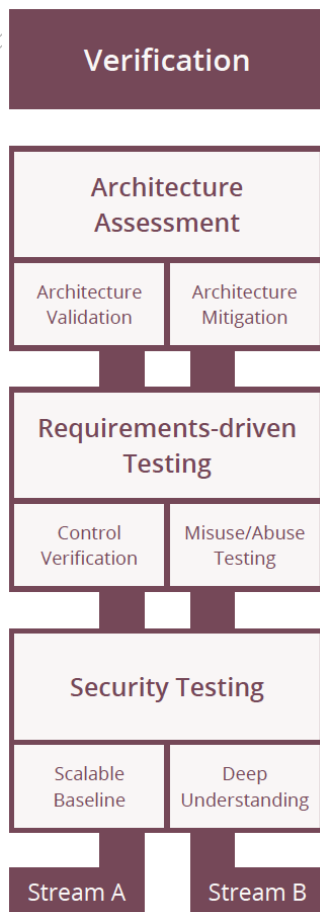 Verification
Architecture
Assessment
Architecture
Validation
Architecture
Mitigation
Requirements-driven
Testing
Control
Verification
Misuse/Abuse
Testing
Security Testing
Scalable
Baseline
Deep
Understanding
Stream A
Stream B